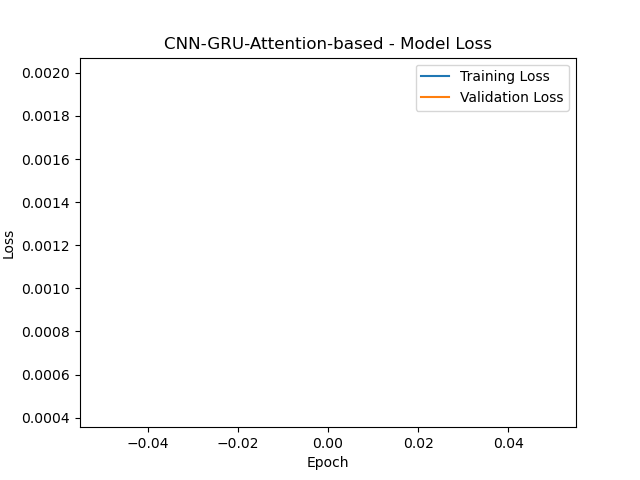 CNN-GRU-Attention-based - Model Loss
Training Loss
Validation Loss
0.0020
0.0018
0.0016
0.0014
0.0012
0.0010
0.0008
0.0006
0.0004
Loss
−0.04 −0.02 0.00 0.02 0.04
Epoch